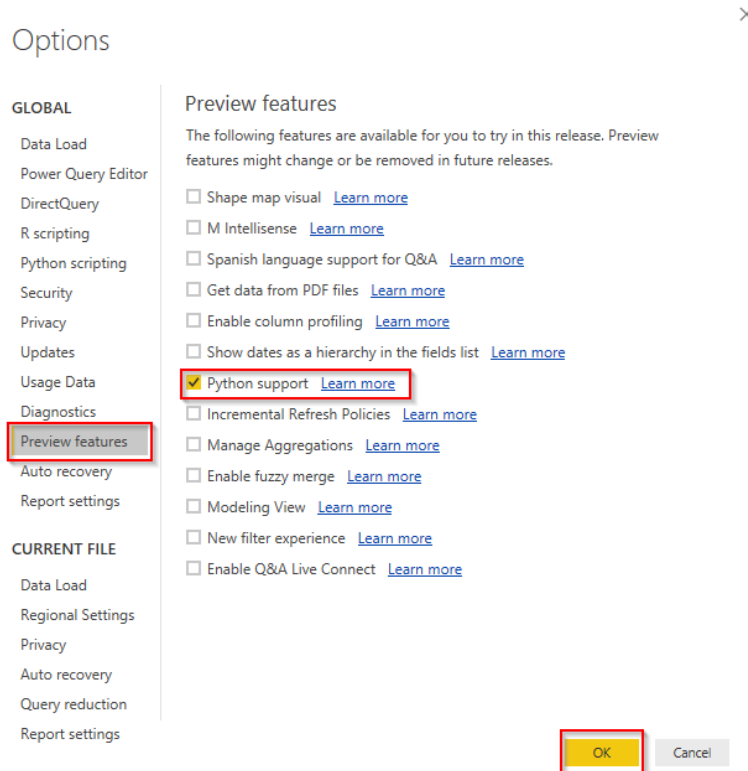 Options
GLOBAL
Data Load
Power Query Editor
DirectQuery
R scripting
Python scripting
Security
Privacy
Updates
Usage Data
Diagnostics
Preview features
Auto recovery
Report settings
CURRENT FILE
Data Load
Regional Settings
Privacy
Auto recovery
Query reduction
Report settings
Preview features
The following features are available for you to try in this release. Preview
features might change or be removed in future releases.
Shape map visual Learn more
M Intellisense Learn more
Spanish language support for Q&A Learn more
Get data from PDF files Learn more
Enable column profiling Learn more
Show dates as a hierarchy in the fields list Learn more
Python support Learn more
Incremental Refresh Policies Learn more
Manage Aggregations Learn more
Enable fuzzy merge Learn more
Modeling View Learn more
New filter experience Learn more
Enable Q&A Live Connect Learn more
OK Cancel